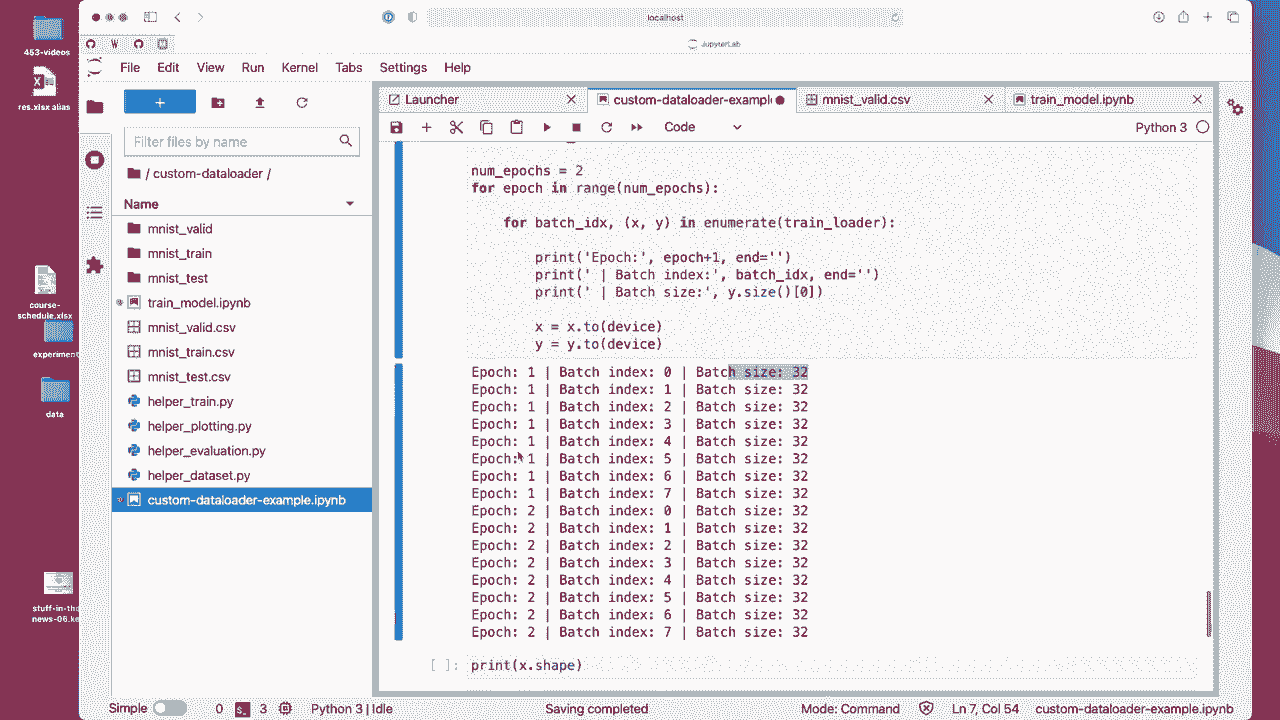 453-videos
res.xlsx alias
course-
schedule.xlsx
experiment
data
stuff-in-the
news-06.ke
localhost
JupyterLab
File Edit View Run Kernel Tabs Settings Help
Filter files by name
/ custom-dataloader /
Name
mnist_valid
mnist_train
mnist_test
train_model.ipynb
mnist_valid.csv
mnist_train.csv
mnist_test.csv
helper_train.py
helper_plotting.py
helper_evaluation.py
helper_dataset.py
custom-dataloader-example.ipynb
Launcher custom-dataloader-example mnist_valid.csv train_model.ipynb
Code Python 3
num_epochs = 2
for epoch in range(num_epochs):
for batch_idx, (x, y) in enumerate(train_loader):
print('Epoch:', epoch+1, end='')
print(' | Batch index:', batch_idx, end='')
print(' | Batch size:', y.size()[0])
x = x.to(device)
y = y.to(device)
Epoch: 1 | Batch index: 0 | Batch size: 32
Epoch: 1 | Batch index: 1 | Batch size: 32
Epoch: 1 | Batch index: 2 | Batch size: 32
Epoch: 1 | Batch index: 3 | Batch size: 32
Epoch: 1 | Batch index: 4 | Batch size: 32
Epoch: 1 | Batch index: 5 | Batch size: 32
Epoch: 1 | Batch index: 6 | Batch size: 32
Epoch: 1 | Batch index: 7 | Batch size: 32
Epoch: 2 | Batch index: 0 | Batch size: 32
Epoch: 2 | Batch index: 1 | Batch size: 32
Epoch: 2 | Batch index: 2 | Batch size: 32
Epoch: 2 | Batch index: 3 | Batch size: 32
Epoch: 2 | Batch index: 4 | Batch size: 32
Epoch: 2 | Batch index: 5 | Batch size: 32
Epoch: 2 | Batch index: 6 | Batch size: 32
Epoch: 2 | Batch index: 7 | Batch size: 32
[ ]: print(x.shape)
Simple 0 3 Python 3 | Idle Saving completed Mode: Command Ln 7, Col 54 custom-dataloader-example.ipynb